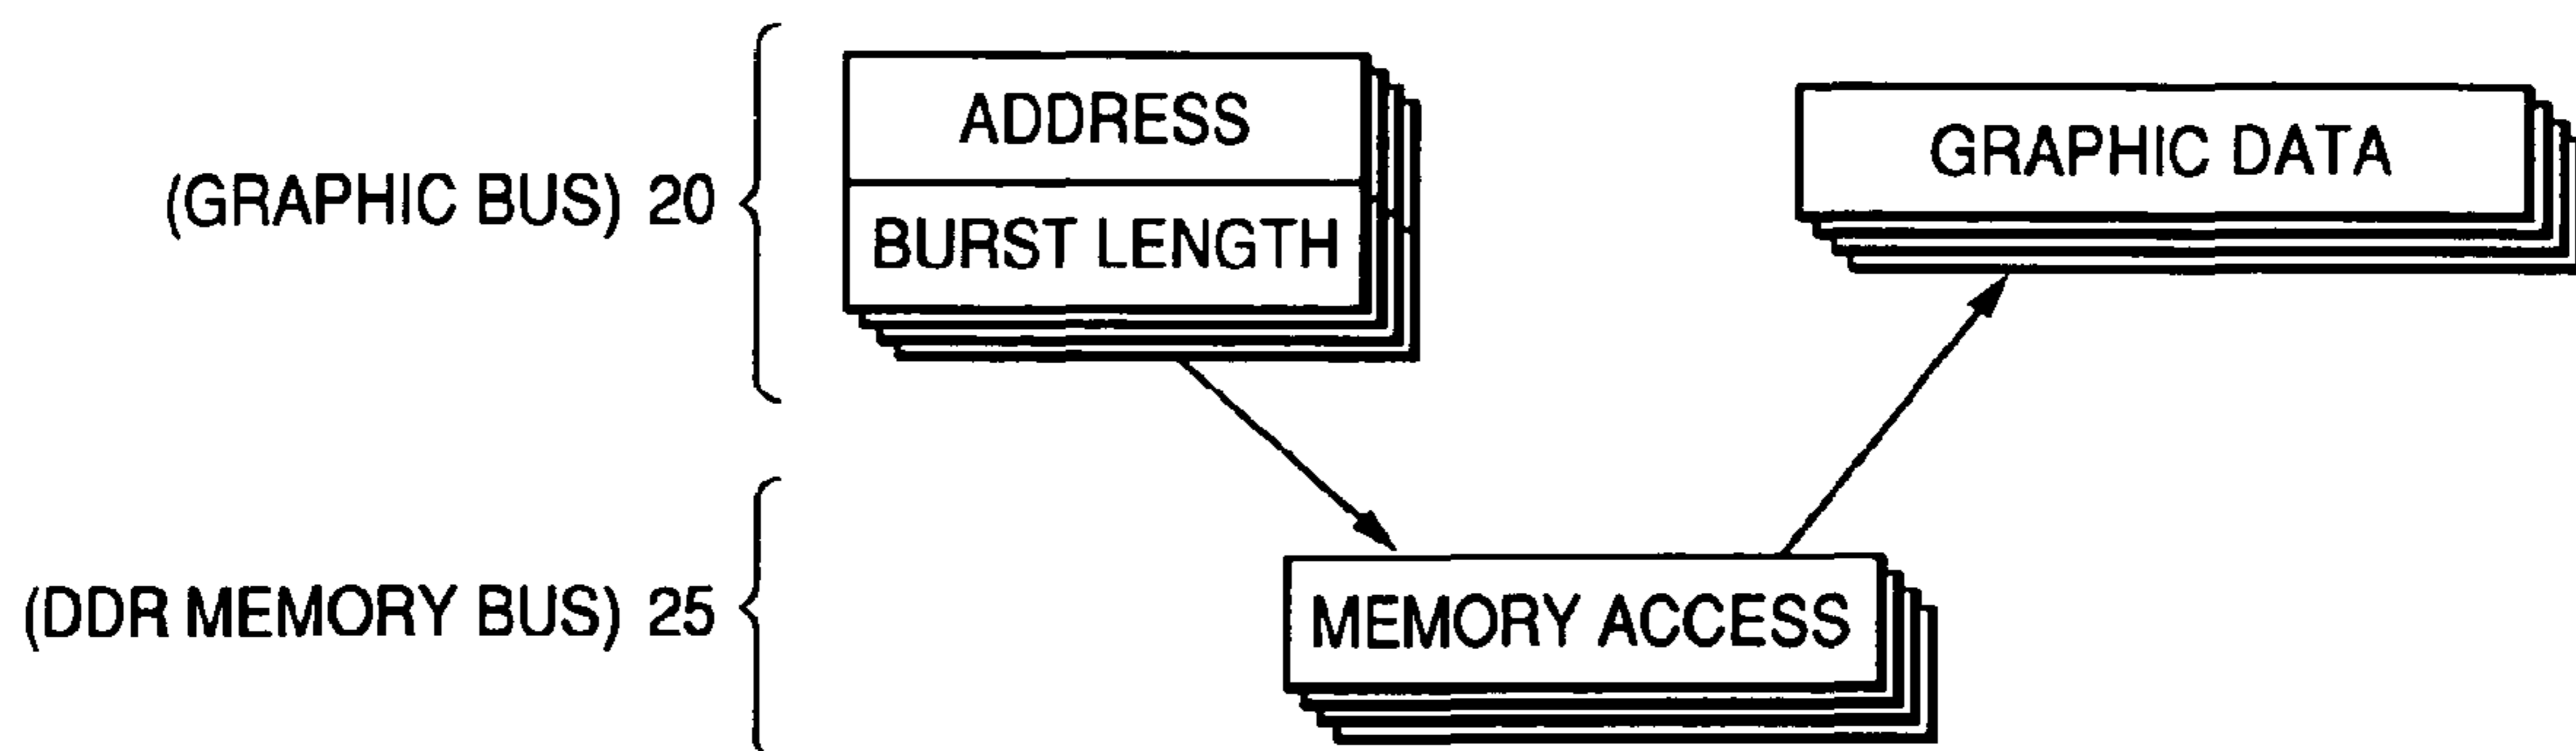 ADDRESS
GRAPHIC DATA
(GRAPHIC BUS) 20
BURST LENGTH
(DDR MEMORY BUS) 25
MEMORY ACCESS